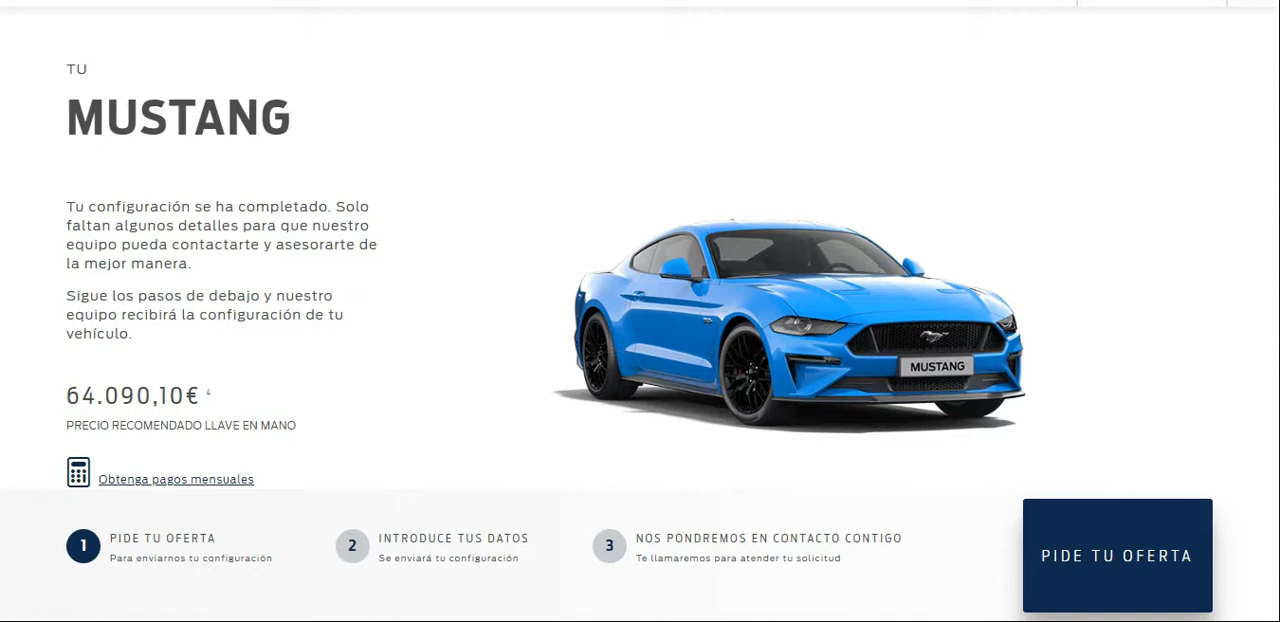 TU
MUSTANG
Tu configuración se ha completado. Solo
faltan algunos detalles para que nuestro
equipo pueda contactarte y asesorarte de
la mejor manera.
Sigue los pasos de debajo y nuestro
equipo recibirá la configuración de tu
vehículo.
64.090,10€ 4
PRECIO RECOMENDADO LLAVE EN MANO
Obtenga pagos mensuales
MUSTANG
1 PIDE TU OFERTA
Para enviarnos tu configuración
2 INTRODUCE TUS DATOS
Se enviará tu configuración
3 NOS PONDREMOS EN CONTACTO CONTIGO
Te llamaremos para atender tu solicitud
PIDE TU OFERTA